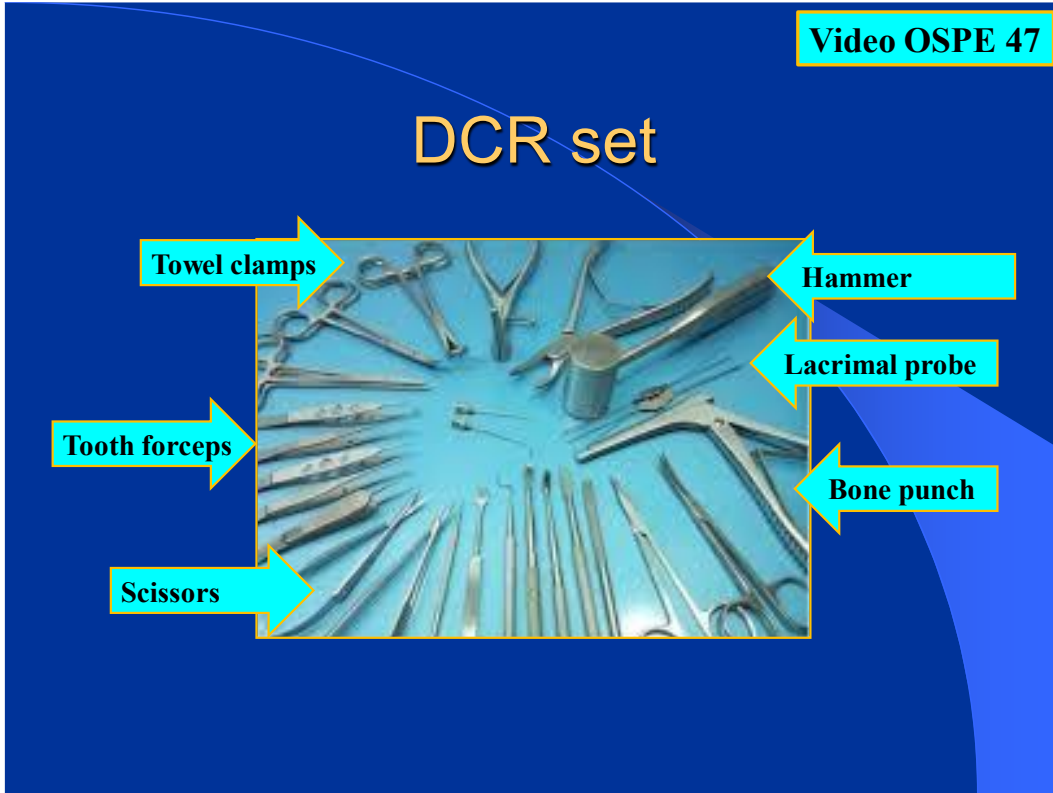 Video OSPE 47
DCR set
Towel clamps
Hammer
Lacrimal probe
Tooth forceps
Bone punch
Scissors